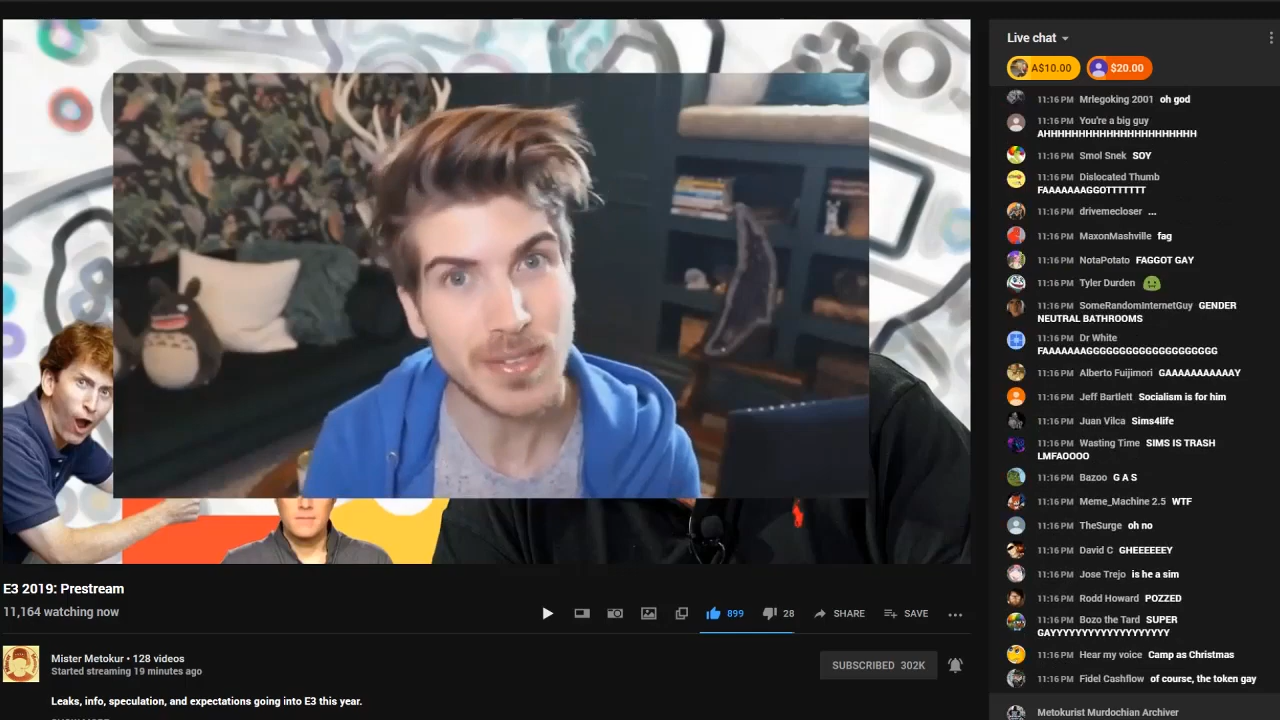 Live chat
A$10.00 $20.00
11:16 PM Mrlegoking 2001 oh god
11:16 PM You're a big guy
AHHHHHHHHHHHHHHHHHHHHHH
11:16 PM Smol Snek SOY
11:16 PM Dislocated Thumb
FAAAAAAAGGOTTTTTTT
11:16 PM drivemecloser ...
11:16 PM MaxonMashville fag
11:16 PM NotaPotato FAGGOT GAY
11:16 PM Tyler Durden
11:16 PM SomeRandomInternetGuy GENDER
NEUTRAL BATHROOMS
11:16 PM Dr White
FAAAAAAAGGGGGGGGGGGGGGGGGGG
11:16 PM Alberto Fuijimori GAAAAAAAAAAAY
11:16 PM Jeff Bartlett Socialism is for him
11:16 PM Juan Vilca Sims4life
11:16 PM Wasting Time SIMS IS TRASH
LMFAOOOO
11:16 PM Bazoo G A S
11:16 PM Meme_Machine 2.5 WTF
11:16 PM TheSurge oh no
11:16 PM David C GHEEEEEEY
11:16 PM Jose Trejo is he a sim
11:16 PM Rodd Howard POZZED
11:16 PM Bozo the Tard SUPER
GAYYYYYYYYYYYYYYYYYY
11:16 PM Hear my voice Camp as Christmas
11:16 PM Fidel Cashflow of course, the token gay
Metokurist Murdochian Archiver
E3 2019: Prestream
11,164 watching now
899 28 SHARE SAVE
Mister Metokur • 128 videos
Started streaming 19 minutes ago
SUBSCRIBED 302K
Leaks, info, speculation, and expectations going into E3 this year.